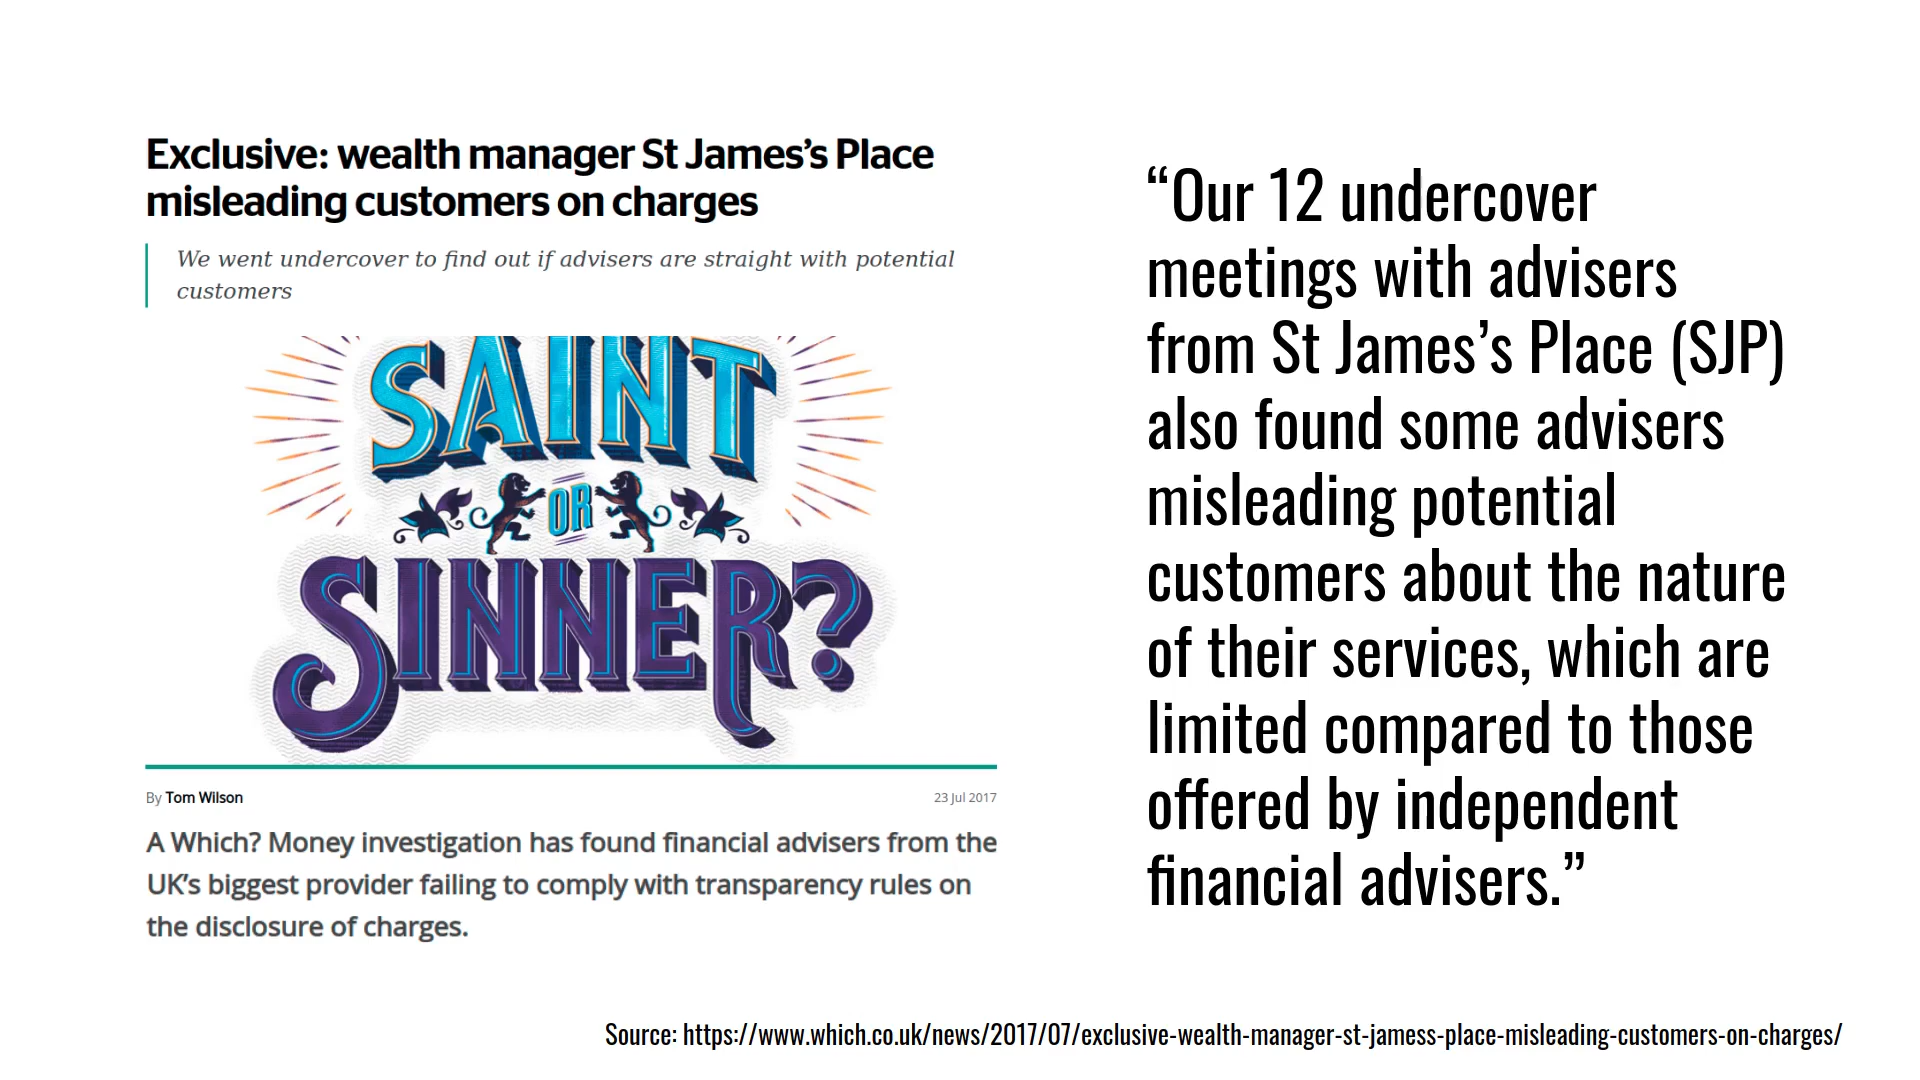 Exclusive: wealth manager St James’s Place
misleading customers on charges
We went undercover to find out if advisers are straight with potential
customers
SAINT
OR
SINNER?
By Tom Wilson
23 Jul 2017
A Which? Money investigation has found financial advisers from the
UK’s biggest provider failing to comply with transparency rules on
the disclosure of charges.
“Our 12 undercover
meetings with advisers
from St James’s Place (SJP)
also found some advisers
misleading potential
customers about the nature
of their services, which are
limited compared to those
offered by independent
financial advisers.”
Source: https://www.which.co.uk/news/2017/07/exclusive-wealth-manager-st-jamess-place-misleading-customers-on-charges/